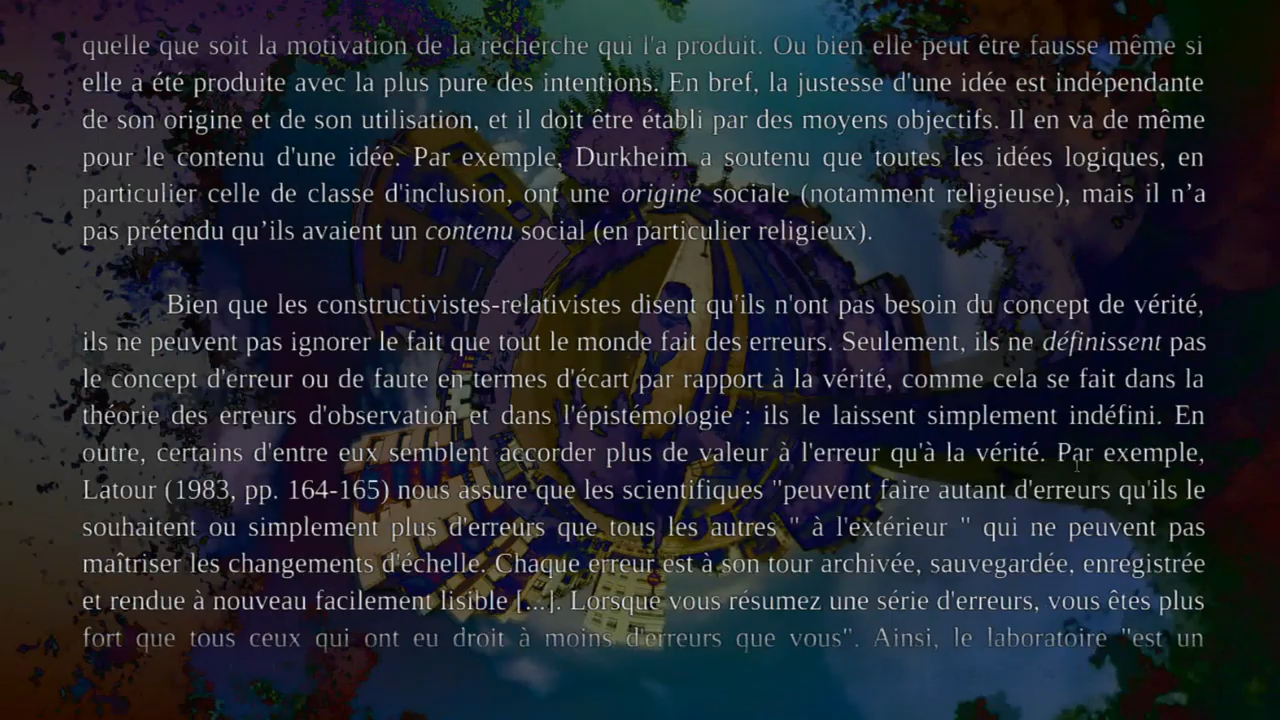 quelle que soit la motivation de la recherche qui l'a produit. Ou bien elle peut être fausse même si
elle a été produite avec la plus pure des intentions. En bref, la justesse d'une idée est indépendante
de son origine et de son utilisation, et il doit être établi par des moyens objectifs. Il en va de même
pour le contenu d'une idée. Par exemple, Durkheim a soutenu que toutes les idées logiques, en
particulier celle de classe d'inclusion, ont une origine sociale (notamment religieuse), mais il n’a
pas prétendu qu’ils avaient un contenu social (en particulier religieux).
Bien que les constructivistes-relativistes disent qu'ils n'ont pas besoin du concept de vérité,
ils ne peuvent pas ignorer le fait que tout le monde fait des erreurs. Seulement, ils ne définissent pas
le concept d'erreur ou de faute en termes d'écart par rapport à la vérité, comme cela se fait dans la
théorie des erreurs d'observation et dans l'épistémologie : ils le laissent simplement indéfini. En
outre, certains d'entre eux semblent accorder plus de valeur à l'erreur qu'à la vérité. Par exemple,
Latour (1983, pp. 164-165) nous assure que les scientifiques "peuvent faire autant d'erreurs qu'ils le
souhaitent ou simplement plus d'erreurs que tous les autres " à l'extérieur " qui ne peuvent pas
maîtriser les changements d'échelle. Chaque erreur est à son tour archivée, sauvegardée, enregistrée
et rendue à nouveau facilement lisible [...]. Lorsque vous résumez une série d'erreurs, vous êtes plus
fort que tous ceux qui ont eu droit à moins d'erreurs que vous". Ainsi, le laboratoire "est un